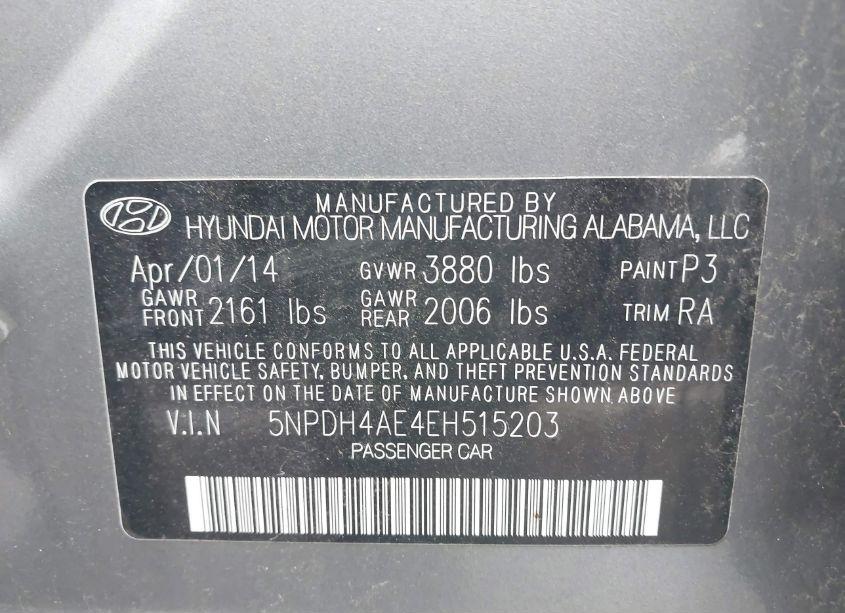 MANUFACTURED BY
HYUNDAI MOTOR MANUFACTURING ALABAMA, LLC
Apr/01/14 GVWR 3880 lbs PAINT P3
GAWR FRONT 2161 lbs GAWR REAR 2006 lbs TRIM RA
THIS VEHICLE CONFORMS TO ALL APPLICABLE U.S.A. FEDERAL
MOTOR VEHICLE SAFETY, BUMPER, AND THEFT PREVENTION STANDARDS
IN EFFECT ON THE DATE OF MANUFACTURE SHOWN ABOVE
V.I.N 5NPDH4AE4EH515203
PASSENGER CAR